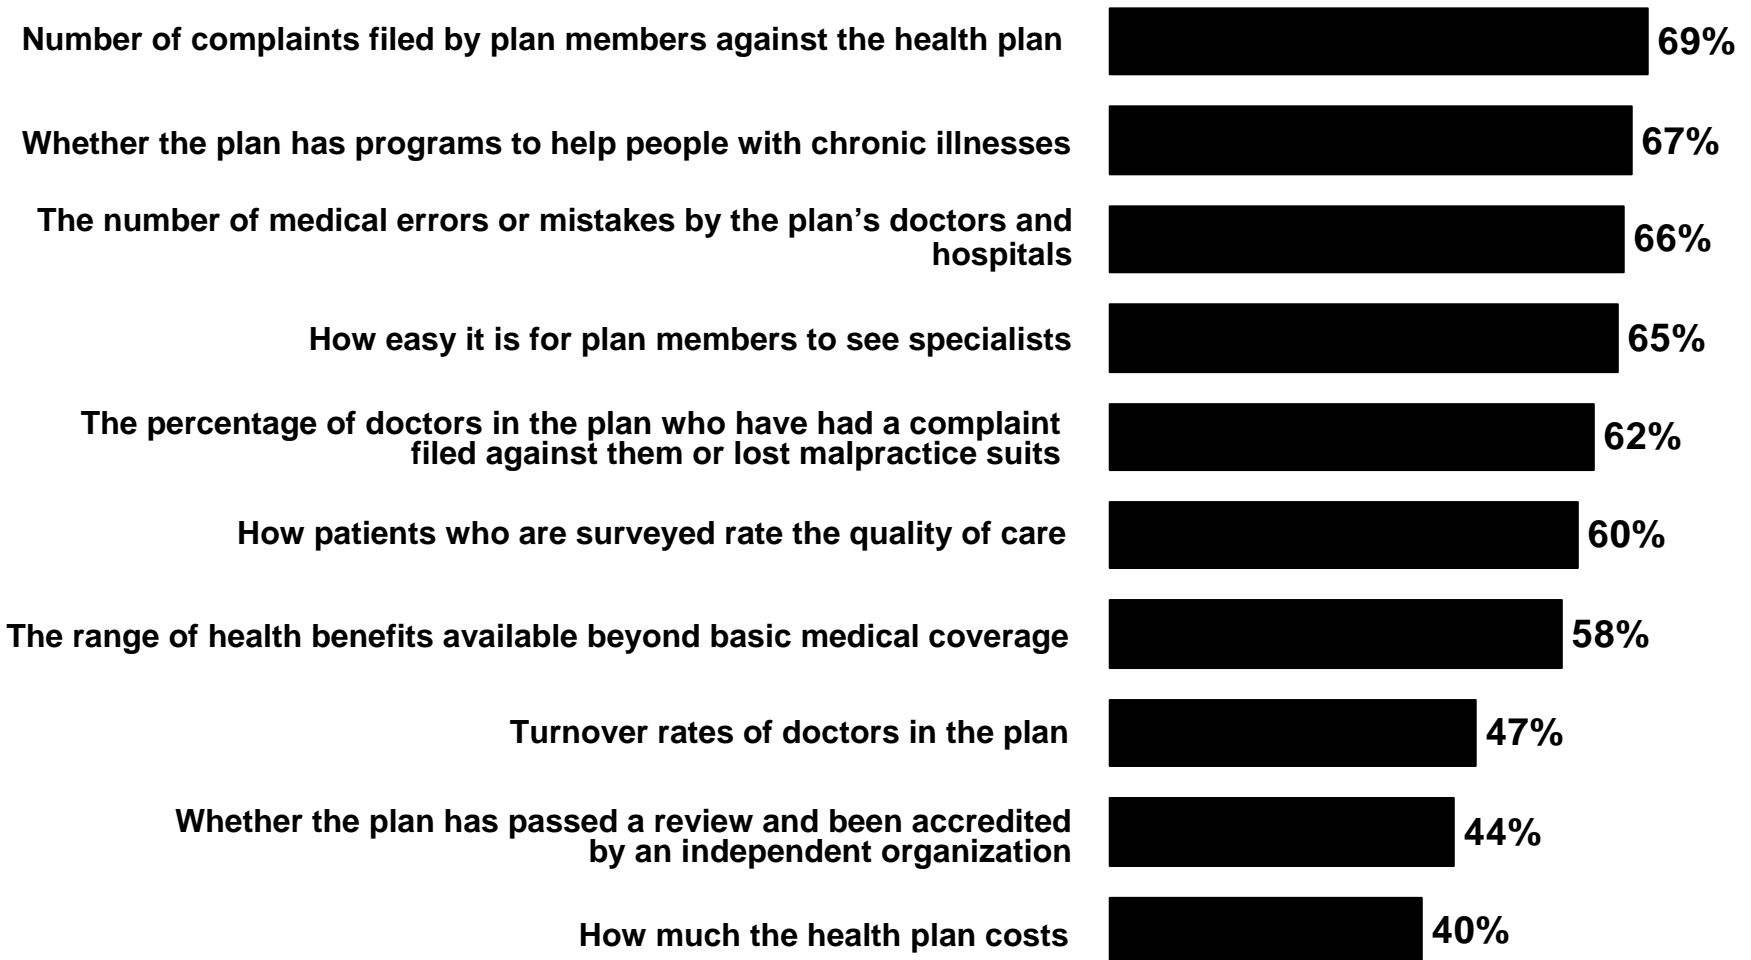 Number of complaints filed by plan members against the health plan 69%
Whether the plan has programs to help people with chronic illnesses 67%
The number of medical errors or mistakes by the plan’s doctors and
hospitals 66%
How easy it is for plan members to see specialists 65%
The percentage of doctors in the plan who have had a complaint
filed against them or lost malpractice suits 62%
How patients who are surveyed rate the quality of care 60%
The range of health benefits available beyond basic medical coverage 58%
Turnover rates of doctors in the plan 47%
Whether the plan has passed a review and been accredited
by an independent organization 44%
How much the health plan costs 40%